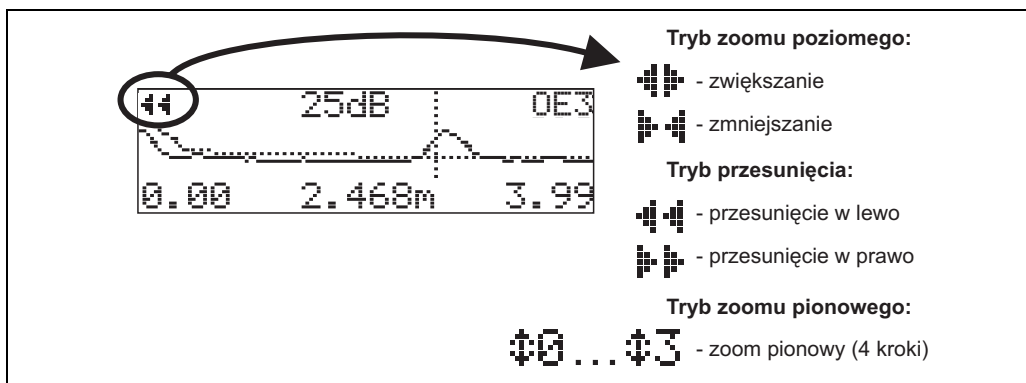 25dB
OE3
0.00
2.468m
3.99
Tryb zoomu poziomego:
- zwiększanie
- zmniejszanie
Tryb przesunięcia:
- przesunięcie w lewo
- przesunięcie w prawo
Tryb zoomu pionowego:
↕0...↕3 - zoom pionowy (4 kroki)